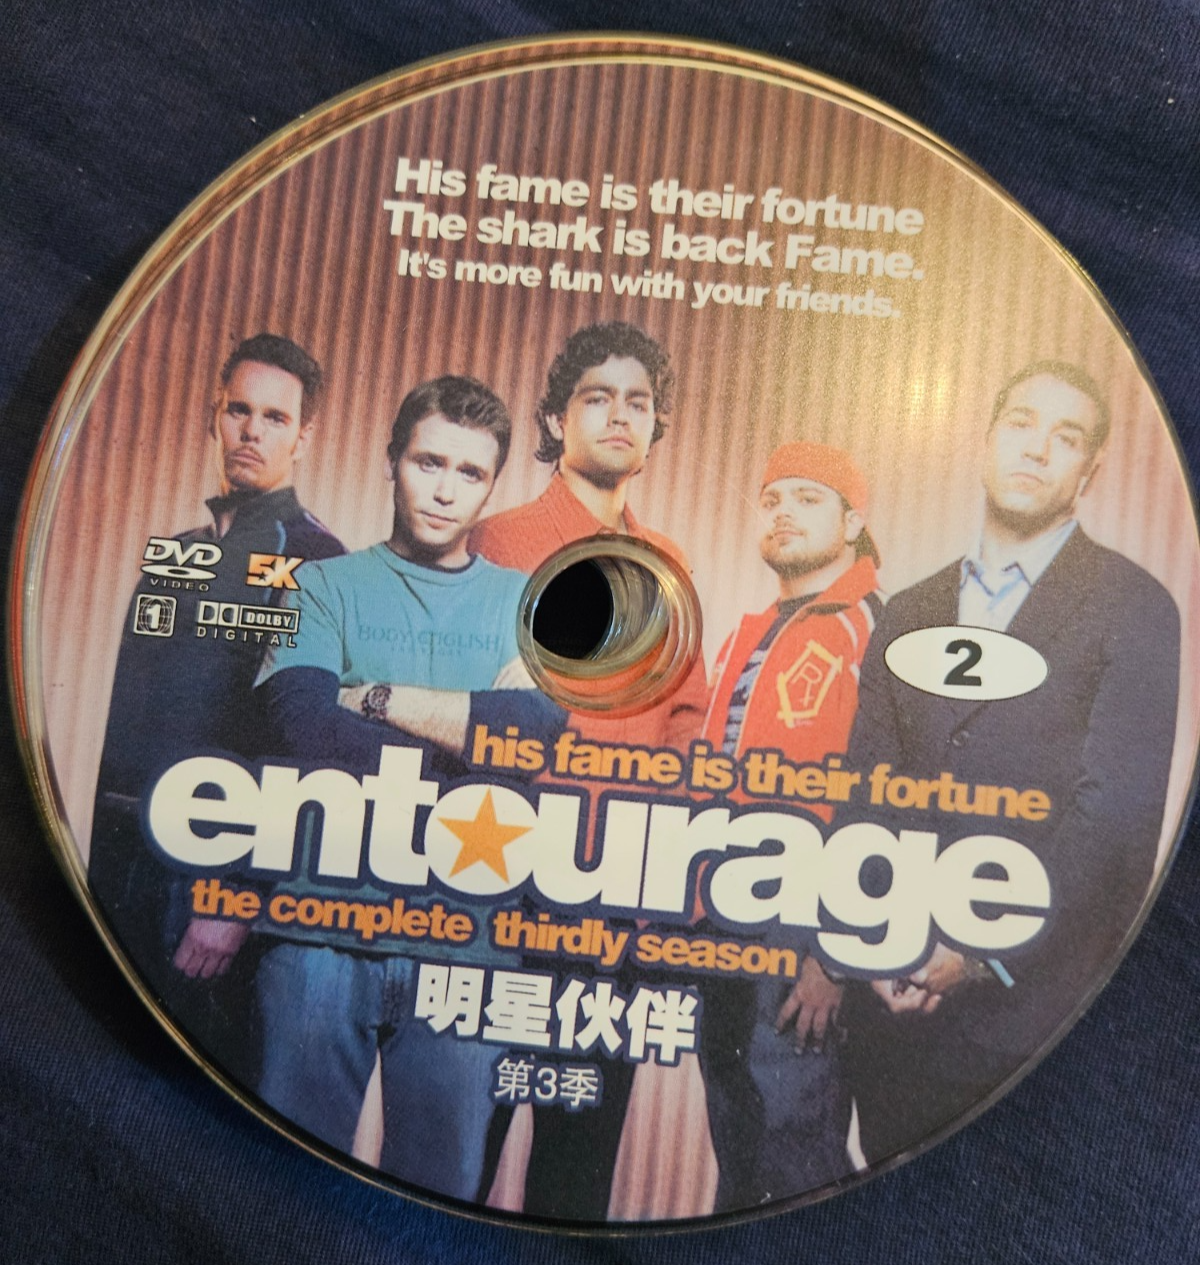 His fame is their fortune
The shark is back Fame.
It's more fun with your friends.
DVD
VIDEO
5K
1
DOLBY
DIGITAL
BODY ENGLISH
LAS VEGAS
2
his fame is their fortune
entourage
the complete thirdly season
明星伙伴
第3季